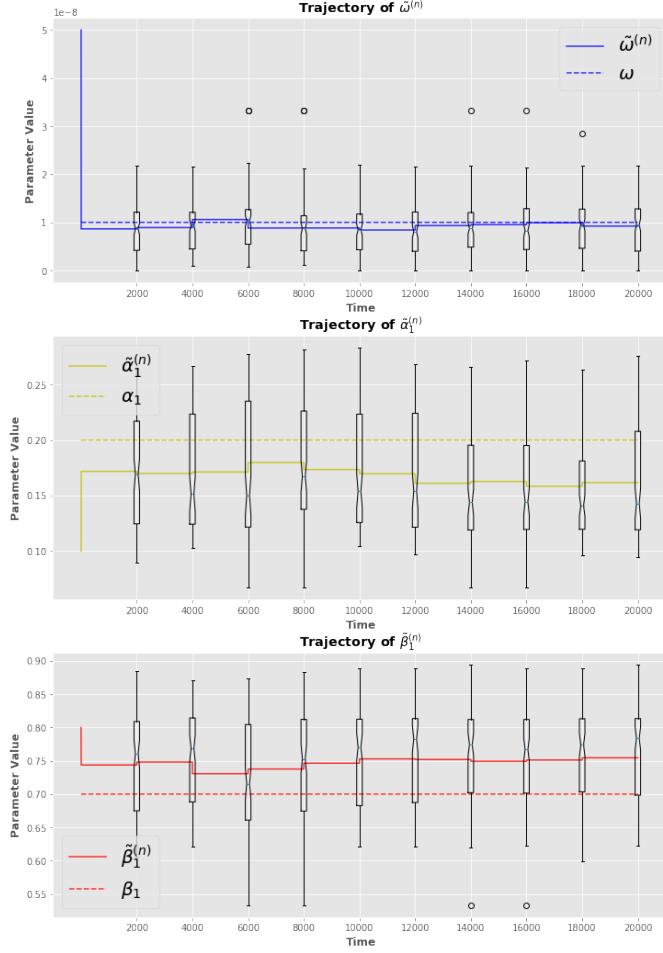 Trajectory of ω̃⁽ⁿ⁾
1e−8
5
4
3
2
1
0
Parameter Value
ω̃⁽ⁿ⁾
ω
2000 4000 6000 8000 10000 12000 14000 16000 18000 20000
Time
Trajectory of α̃₁⁽ⁿ⁾
0.25
0.20
0.15
0.10
Parameter Value
α̃₁⁽ⁿ⁾
α₁
2000 4000 6000 8000 10000 12000 14000 16000 18000 20000
Time
Trajectory of β̃₁⁽ⁿ⁾
0.90
0.85
0.80
0.75
0.70
0.65
0.60
0.55
Parameter Value
β̃₁⁽ⁿ⁾
β₁
2000 4000 6000 8000 10000 12000 14000 16000 18000 20000
Time